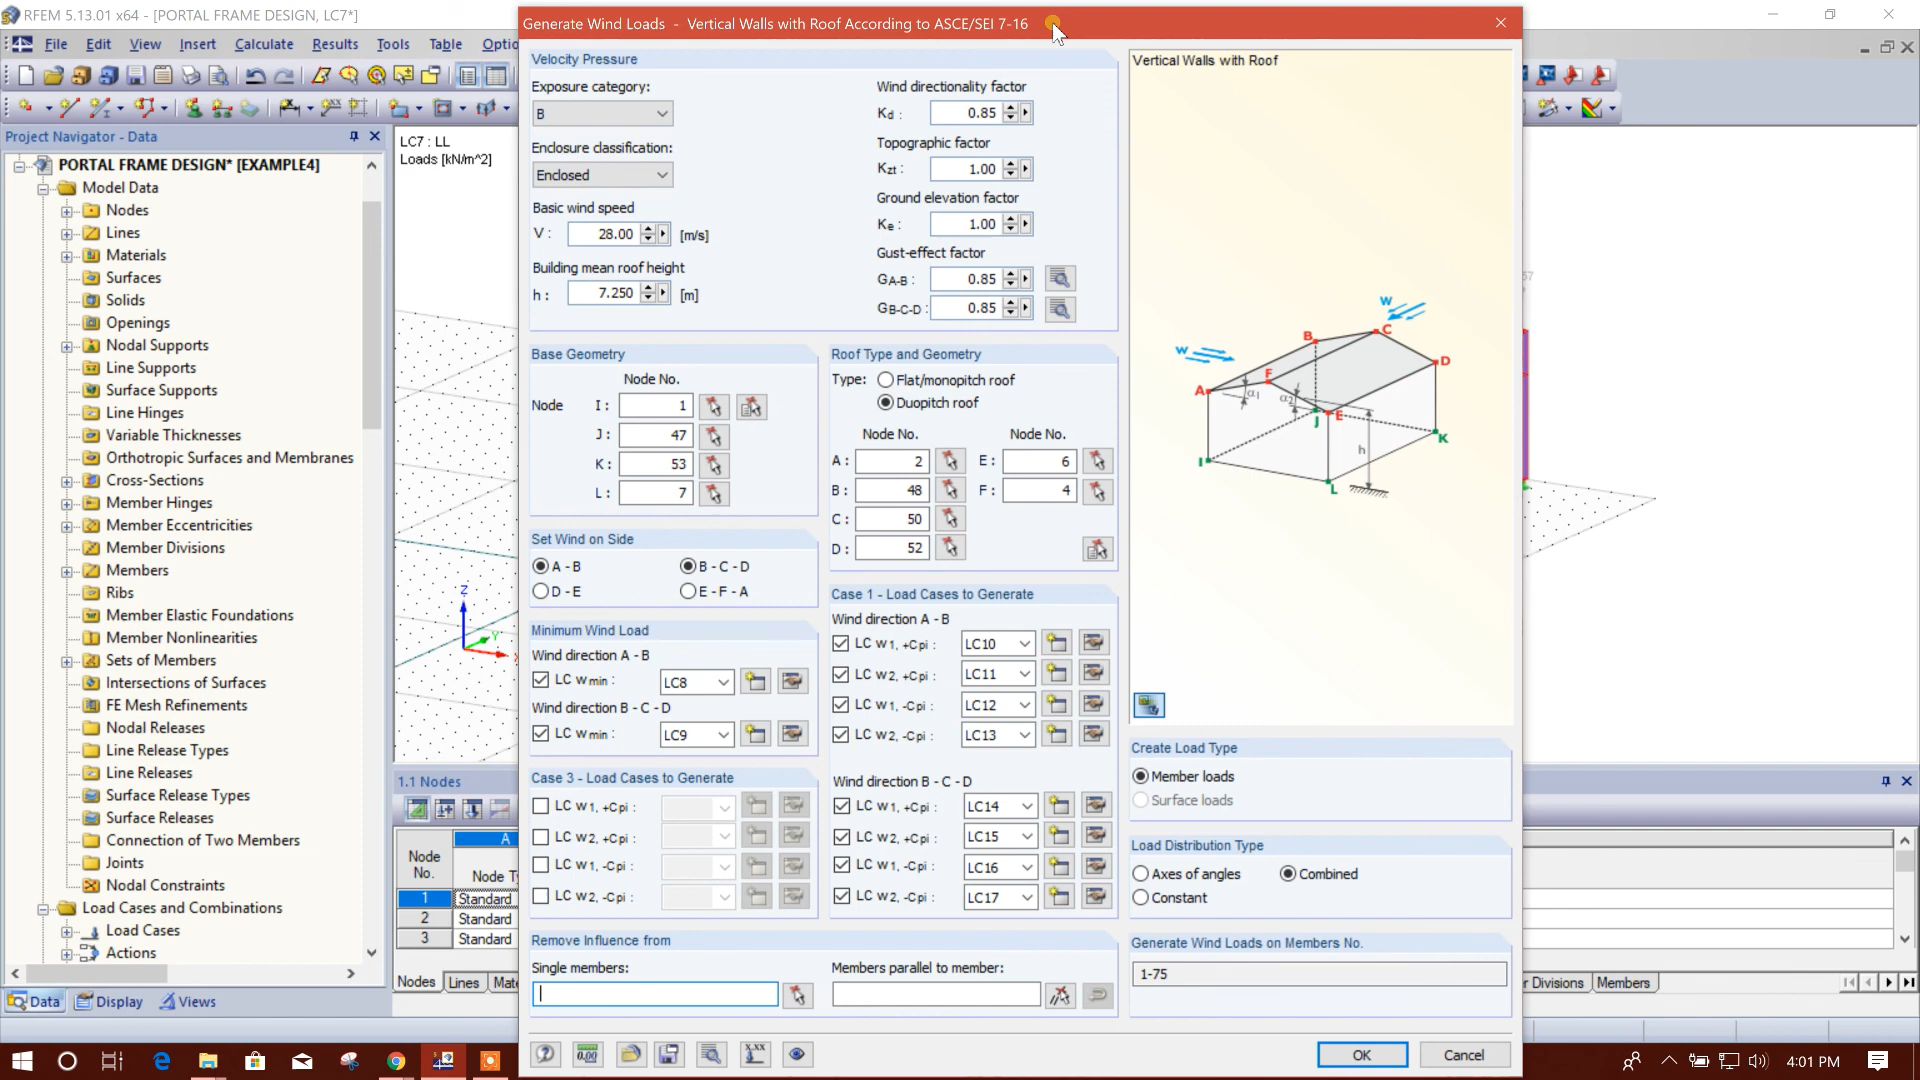 RFEM 5.13.01 x64 - [PORTAL FRAME DESIGN, LC7*]
File Edit View Insert Calculate Results Tools Table Optio
Project Navigator - Data
PORTAL FRAME DESIGN* [EXAMPLE4]
Model Data
Nodes
Lines
Materials
Surfaces
Solids
Openings
Nodal Supports
Line Supports
Surface Supports
Line Hinges
Variable Thicknesses
Orthotropic Surfaces and Membranes
Cross-Sections
Member Hinges
Member Eccentricities
Member Divisions
Members
Ribs
Member Elastic Foundations
Member Nonlinearities
Sets of Members
Intersections of Surfaces
FE Mesh Refinements
Nodal Releases
Line Release Types
Line Releases
Surface Release Types
Surface Releases
Connection of Two Members
Joints
Nodal Constraints
Load Cases and Combinations
Load Cases
Actions
Data Display Views
LC7 : LL
Loads [kN/m^2]
Z
Y
X
1.1 Nodes
A
Node
No.
Node Ty
1 Standard
2 Standard
3 Standard
Nodes Lines Mate
Generate Wind Loads - Vertical Walls with Roof According to ASCE/SEI 7-16
Velocity Pressure
Exposure category:
B
Enclosure classification:
Enclosed
Basic wind speed
V : 28.00 [m/s]
Building mean roof height
h : 7.250 [m]
Wind directionality factor
Kd : 0.85
Topographic factor
Kzt : 1.00
Ground elevation factor
Ke : 1.00
Gust-effect factor
GA-B : 0.85
GB-C-D : 0.85
Base Geometry
Node No.
Node I : 1
J : 47
K : 53
L : 7
Set Wind on Side
A - B B - C - D
D - E E - F - A
Minimum Wind Load
Wind direction A - B
LC wmin : LC8
Wind direction B - C - D
LC wmin : LC9
Case 3 - Load Cases to Generate
LC w1, +Cpi :
LC w2, +Cpi :
LC w1, -Cpi :
LC w2, -Cpi :
Roof Type and Geometry
Type: Flat/monopitch roof
Duopitch roof
Node No. Node No.
A : 2 E : 6
B : 48 F : 4
C : 50
D : 52
Case 1 - Load Cases to Generate
Wind direction A - B
LC w1, +Cpi : LC10
LC w2, +Cpi : LC11
LC w1, -Cpi : LC12
LC w2, -Cpi : LC13
Wind direction B - C - D
LC w1, +Cpi : LC14
LC w2, +Cpi : LC15
LC w1, -Cpi : LC16
LC w2, -Cpi : LC17
Remove Influence from
Single members: Members parallel to member:
0.00
x.xx
Vertical Walls with Roof
W
W
B
C
D
A
F
α1
α2
E
J
K
h
I
L
Create Load Type
Member loads
Surface loads
Load Distribution Type
Axes of angles Combined
Constant
Generate Wind Loads on Members No.
1-75
OK Cancel
r Divisions Members
4:01 PM